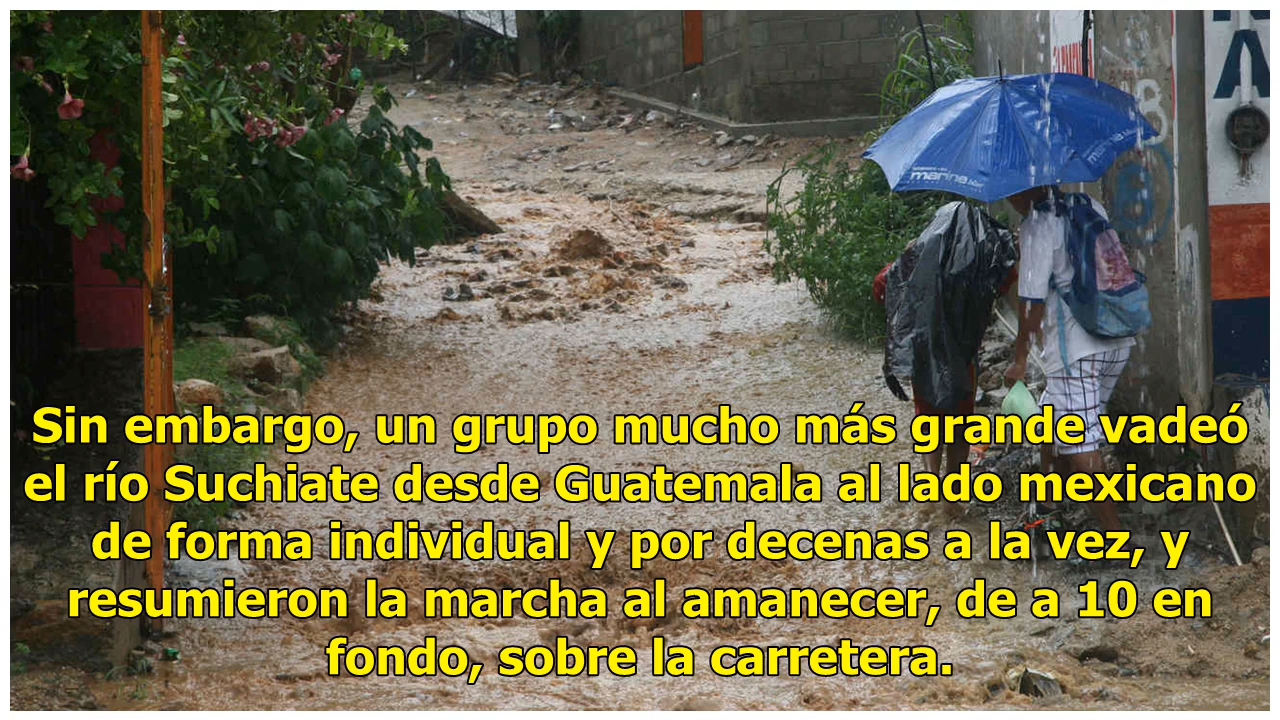 marine
Sin embargo, un grupo mucho más grande vadeó
el río Suchiate desde Guatemala al lado mexicano
de forma individual y por decenas a la vez, y
resumieron la marcha al amanecer, de a 10 en
fondo, sobre la carretera.